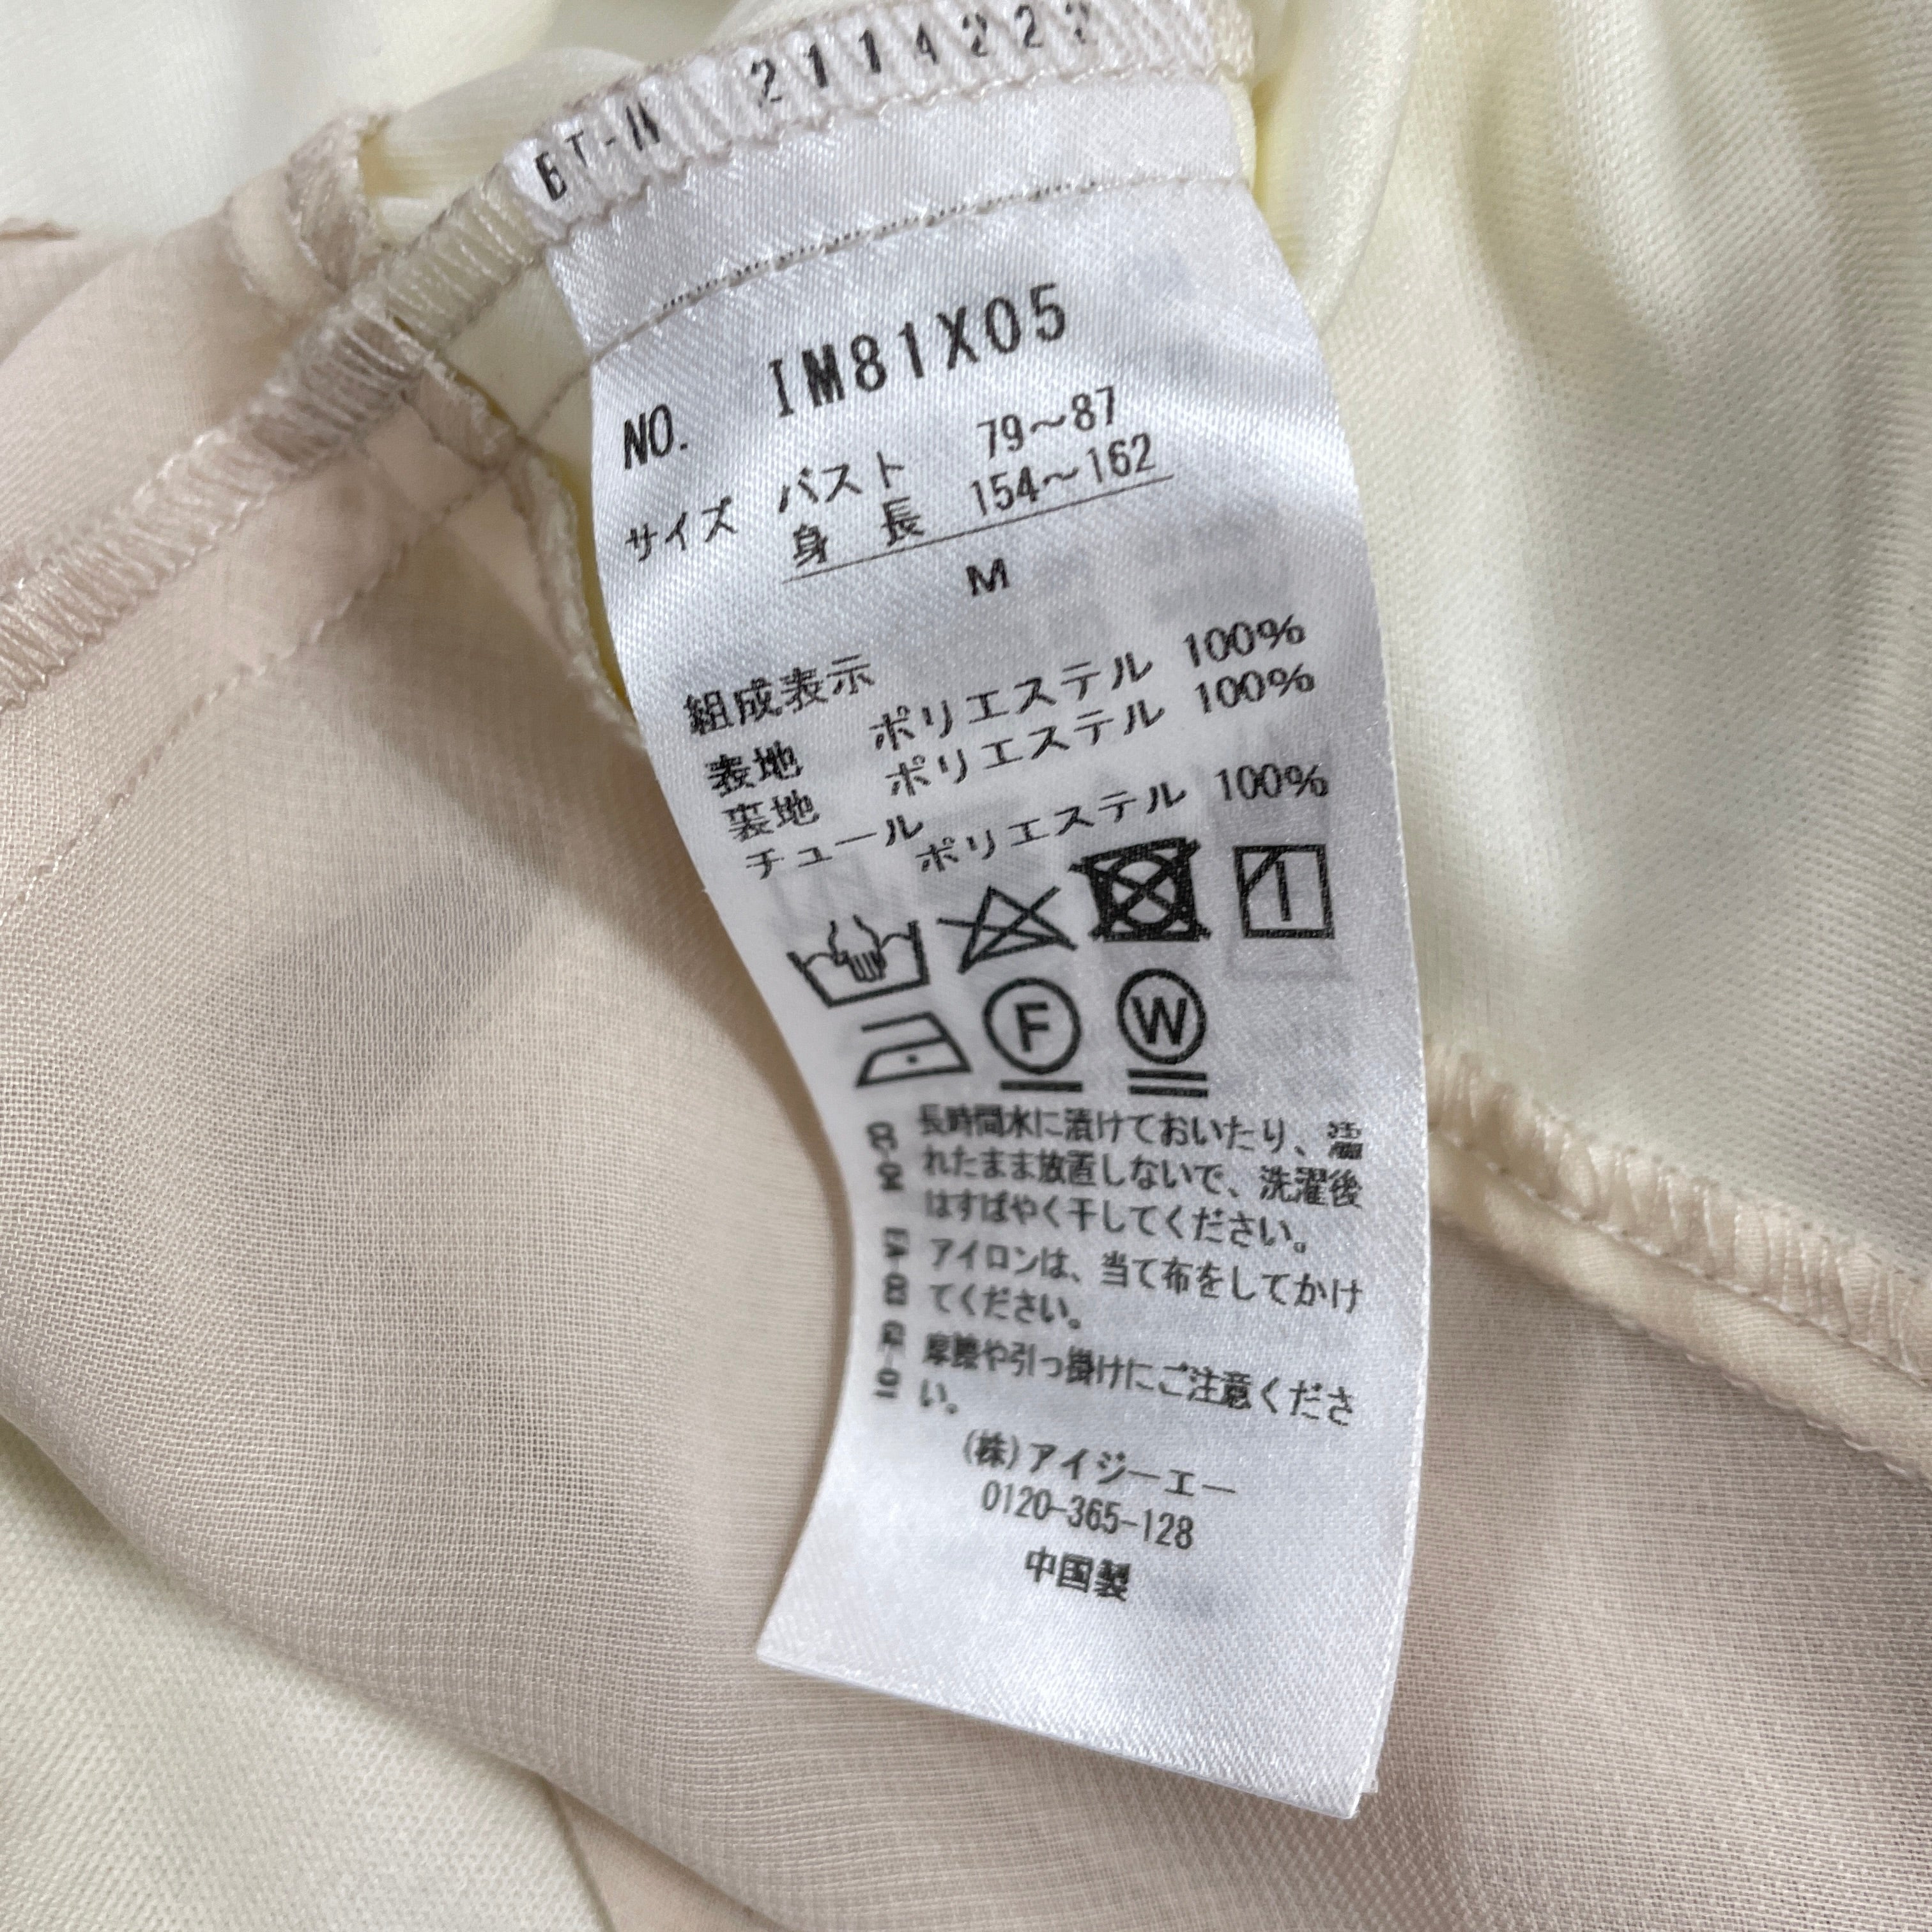 BT-N 2114222
NO. IM81X05
サイズ バスト 79～87
身 長 154～162
M
組成表示
表地 ポリエステル 100%
裏地 ポリエステル 100%
チュール
ポリエステル 100%
F W
長時間水に漬けておいたり、濡
れたまま放置しないで、洗濯後
はすばやく干してください。
アイロンは、当て布をしてかけ
てください。
摩擦や引っ掛けにご注意くださ
い。
(株)アイジーエー
0120-365-128
中国製